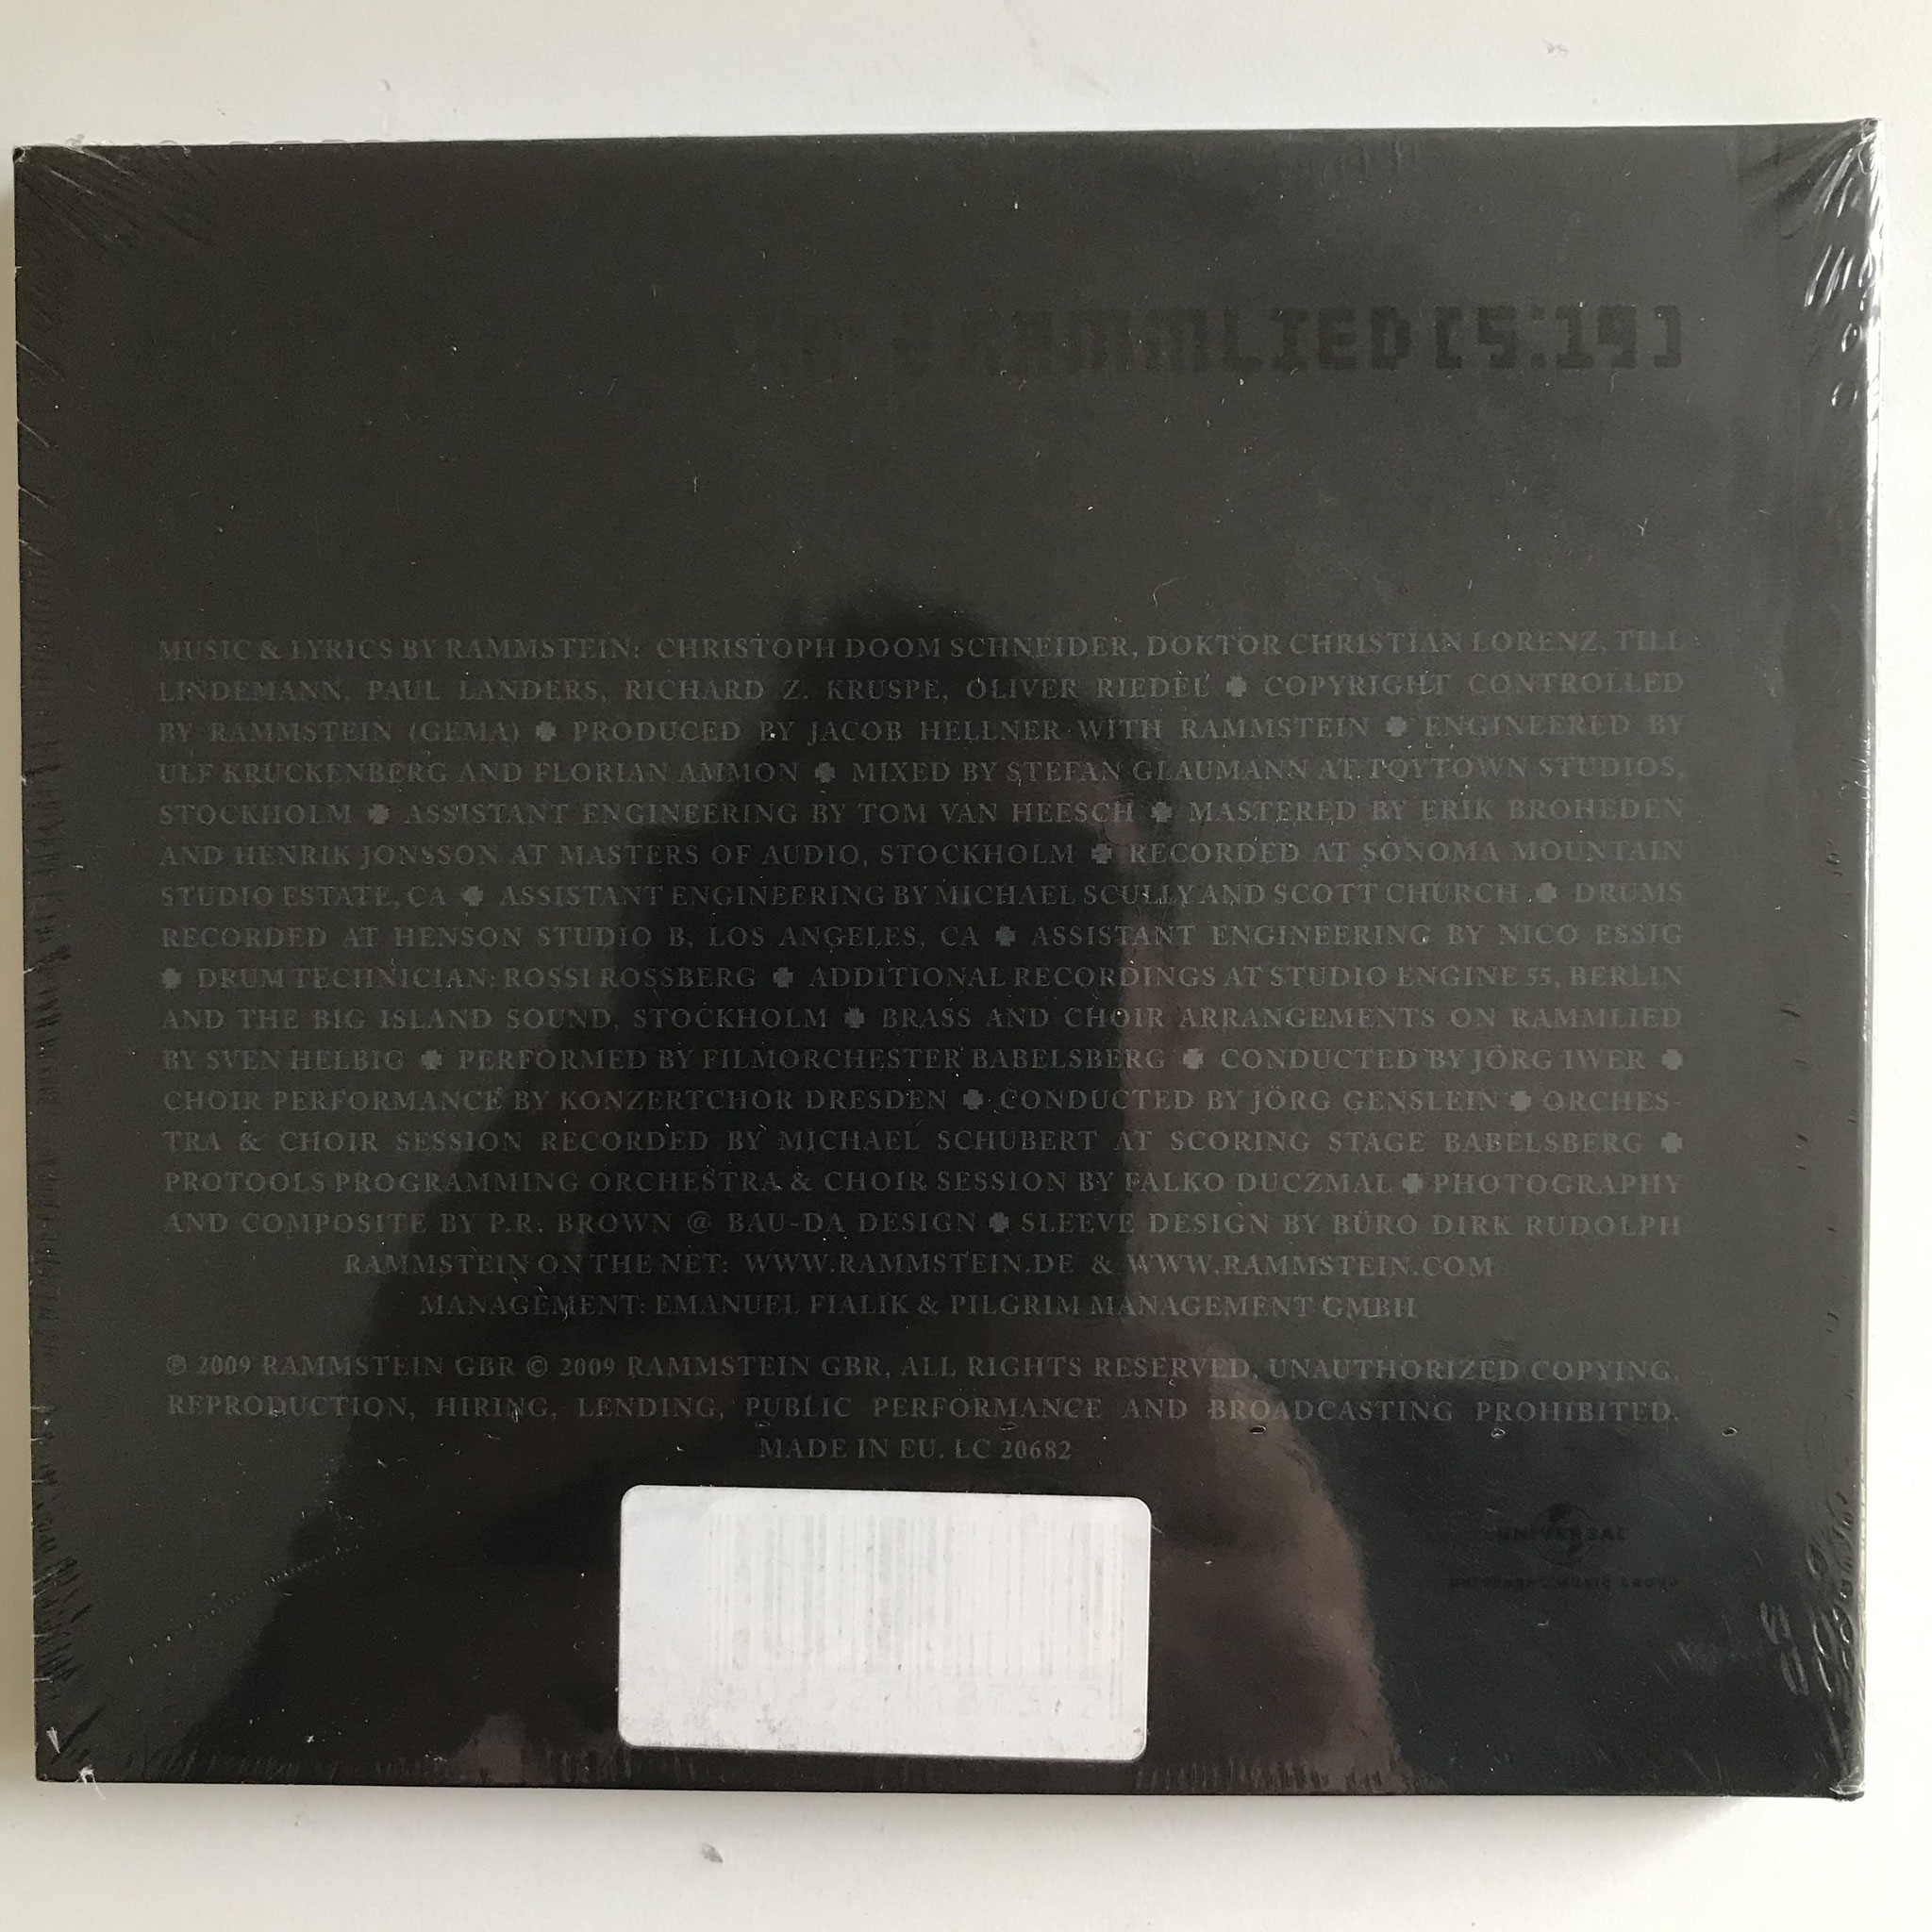 2 RAMMLIED [5:19]
MUSIC & LYRICS BY RAMMSTEIN: CHRISTOPH DOOM SCHNEIDER, DOKTOR CHRISTIAN LORENZ, TILL
LINDEMANN, PAUL LANDERS, RICHARD Z. KRUSPE, OLIVER RIEDEL ✚ COPYRIGHT CONTROLLED
BY RAMMSTEIN (GEMA) ✚ PRODUCED BY JACOB HELLNER WITH RAMMSTEIN ✚ ENGINEERED BY
ULF KRUCKENBERG AND FLORIAN AMMON ✚ MIXED BY STEFAN GLAUMANN AT TOYTOWN STUDIOS,
STOCKHOLM ✚ ASSISTANT ENGINEERING BY TOM VAN HEESCH ✚ MASTERED BY ERIK BROHEDEN
AND HENRIK JONSSON AT MASTERS OF AUDIO, STOCKHOLM ✚ RECORDED AT SONOMA MOUNTAIN
STUDIO ESTATE, CA ✚ ASSISTANT ENGINEERING BY MICHAEL SCULLY AND SCOTT CHURCH ✚ DRUMS
RECORDED AT HENSON STUDIO B, LOS ANGELES, CA ✚ ASSISTANT ENGINEERING BY NICO ESSIG
✚ DRUM TECHNICIAN: ROSSI ROSSBERG ✚ ADDITIONAL RECORDINGS AT STUDIO ENGINE 55, BERLIN
AND THE BIG ISLAND SOUND, STOCKHOLM ✚ BRASS AND CHOIR ARRANGEMENTS ON RAMMLIED
BY SVEN HELBIG ✚ PERFORMED BY FILMORCHESTER BABELSBERG ✚ CONDUCTED BY JÖRG IWER ✚
CHOIR PERFORMANCE BY KONZERTCHOR DRESDEN ✚ CONDUCTED BY JÖRG GENSLEIN ✚ ORCHES-
TRA & CHOIR SESSION RECORDED BY MICHAEL SCHUBERT AT SCORING STAGE BABELSBERG ✚
PROTOOLS PROGRAMMING ORCHESTRA & CHOIR SESSION BY FALKO DUCZMAL ✚ PHOTOGRAPHY
AND COMPOSITE BY P.R. BROWN @ BAU-DA DESIGN ✚ SLEEVE DESIGN BY BÜRO DIRK RUDOLPH
RAMMSTEIN ON THE NET: WWW.RAMMSTEIN.DE & WWW.RAMMSTEIN.COM
MANAGEMENT: EMANUEL FIALIK & PILGRIM MANAGEMENT GMBH
℗ 2009 RAMMSTEIN GBR © 2009 RAMMSTEIN GBR, ALL RIGHTS RESERVED, UNAUTHORIZED COPYING,
REPRODUCTION, HIRING, LENDING, PUBLIC PERFORMANCE AND BROADCASTING PROHIBITED.
MADE IN EU. LC 20682
UNIVERSAL
UNIVERSAL MUSIC GROUP